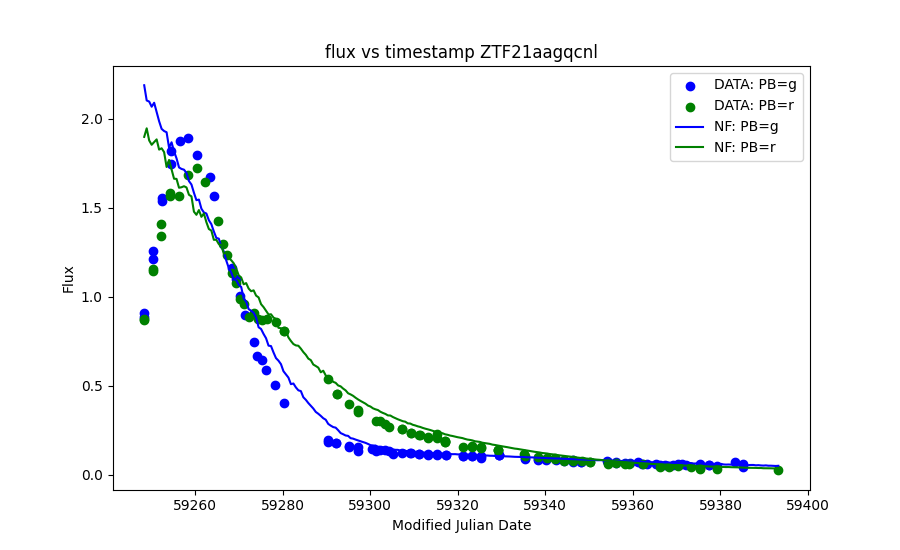 flux vs timestamp ZTF21aagqcnl
DATA: PB=g
DATA: PB=r
NF: PB=g
NF: PB=r
Flux
2.0
1.5
1.0
0.5
0.0
59260 59280 59300 59320 59340 59360 59380 59400
Modified Julian Date